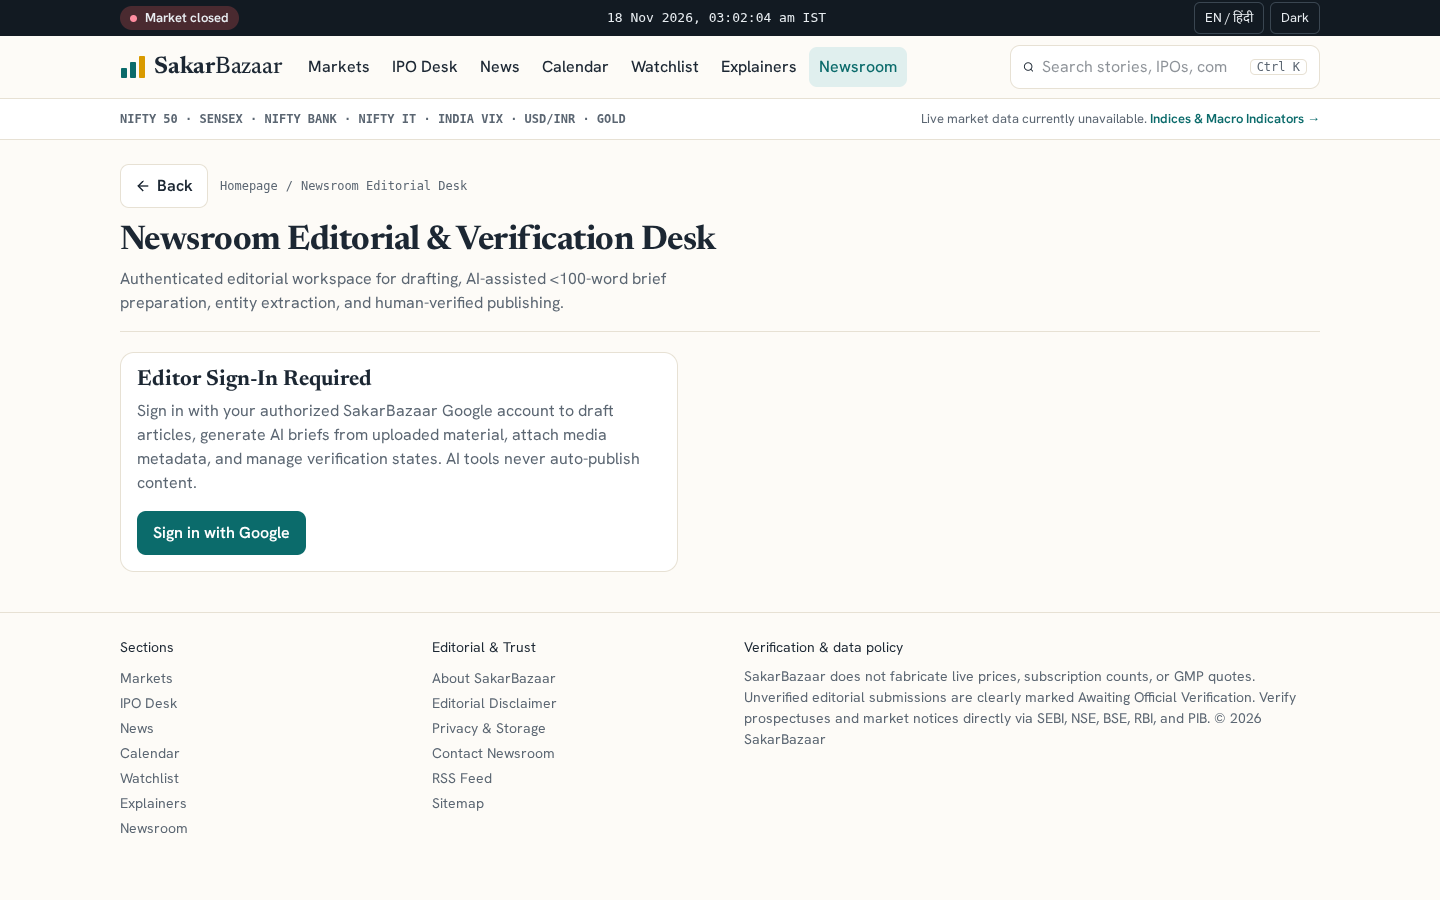 Market closed
18 Nov 2026, 03:02:04 am IST
EN / हिंदी
Dark
SakarBazaar
Markets
IPO Desk
News
Calendar
Watchlist
Explainers
Newsroom
Search stories, IPOs, com
Ctrl K
NIFTY 50 · SENSEX · NIFTY BANK · NIFTY IT · INDIA VIX · USD/INR · GOLD
Live market data currently unavailable. Indices & Macro Indicators →
← Back
Homepage / Newsroom Editorial Desk
Newsroom Editorial & Verification Desk
Authenticated editorial workspace for drafting, AI-assisted <100-word brief
preparation, entity extraction, and human-verified publishing.
Editor Sign-In Required
Sign in with your authorized SakarBazaar Google account to draft
articles, generate AI briefs from uploaded material, attach media
metadata, and manage verification states. AI tools never auto-publish
content.
Sign in with Google
Sections
Markets
IPO Desk
News
Calendar
Watchlist
Explainers
Newsroom
Editorial & Trust
About SakarBazaar
Editorial Disclaimer
Privacy & Storage
Contact Newsroom
RSS Feed
Sitemap
Verification & data policy
SakarBazaar does not fabricate live prices, subscription counts, or GMP quotes.
Unverified editorial submissions are clearly marked Awaiting Official Verification. Verify
prospectuses and market notices directly via SEBI, NSE, BSE, RBI, and PIB. © 2026
SakarBazaar